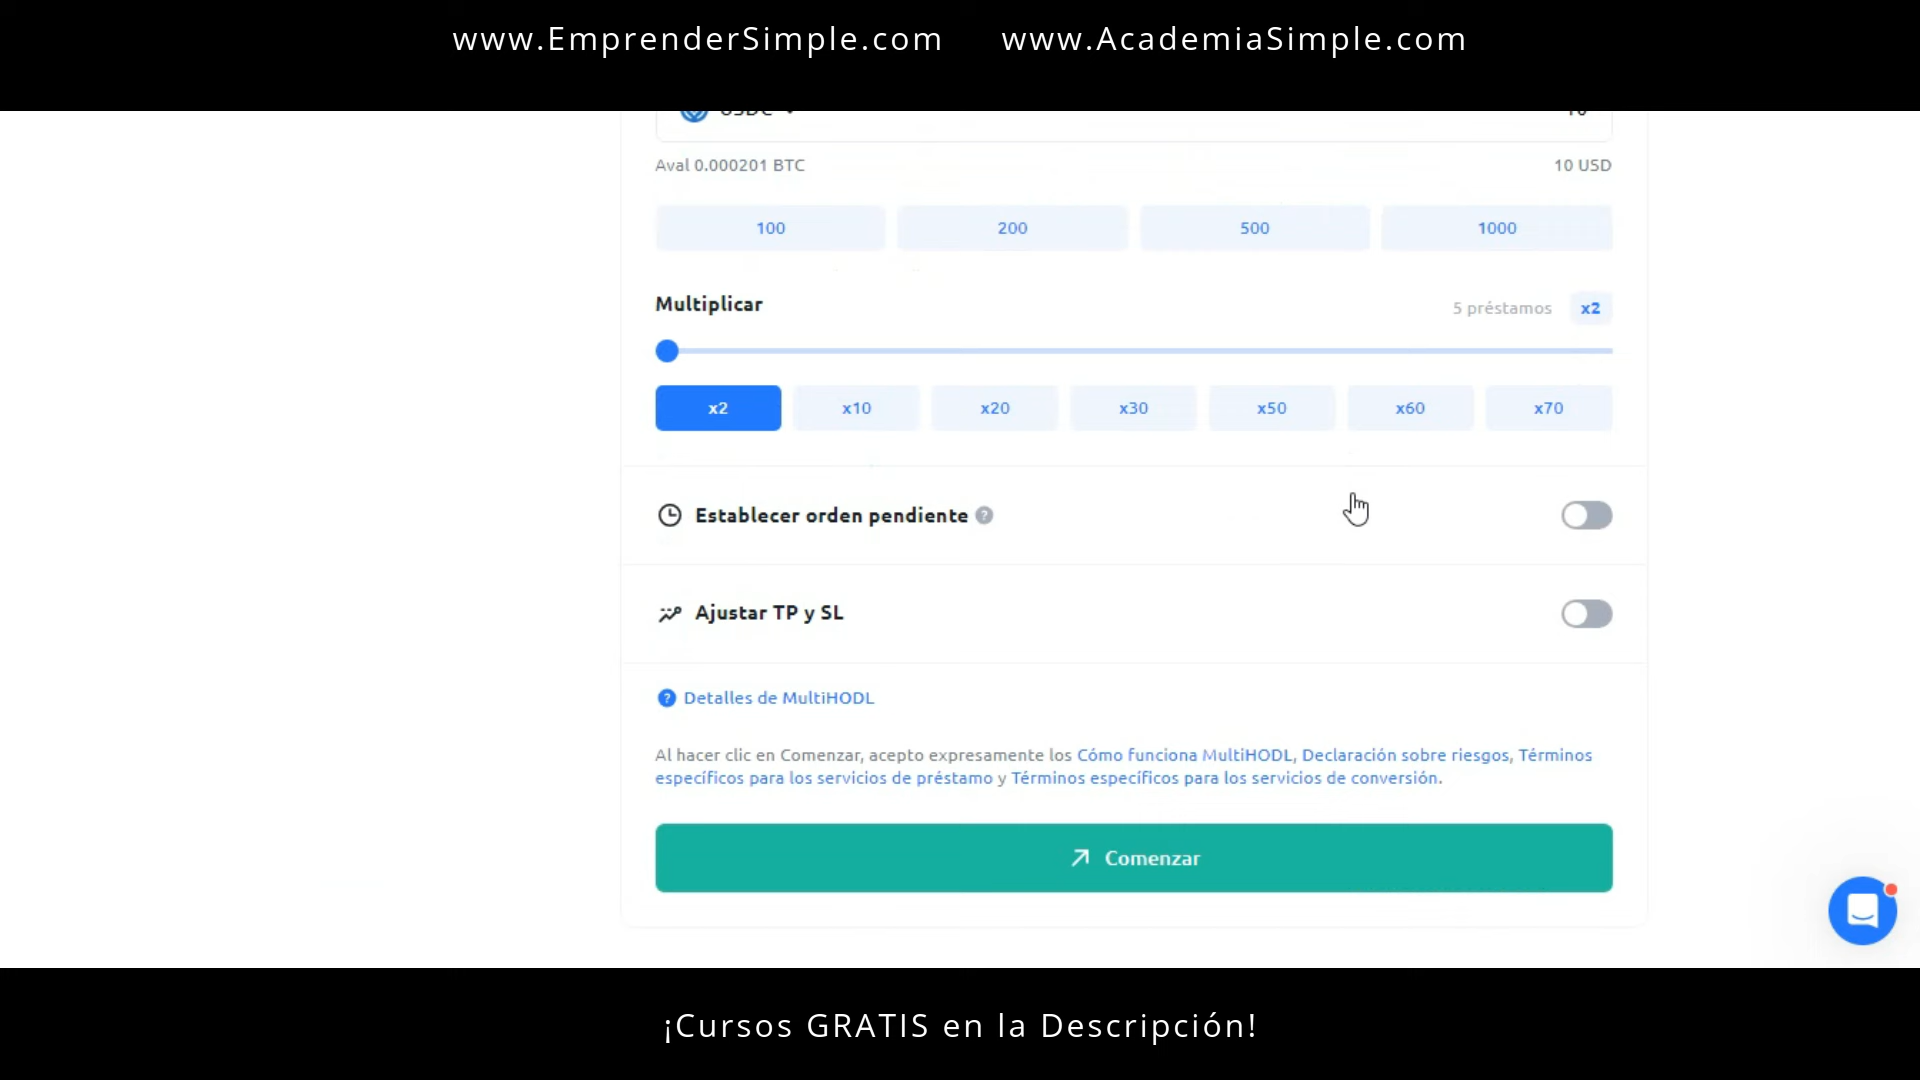 www.EmprenderSimple.com www.AcademiaSimple.com
USDC 10
Aval 0.000201 BTC 10 USD
100 200 500 1000
Multiplicar 5 préstamos x2
x2 x10 x20 x30 x50 x60 x70
Establecer orden pendiente ?
Ajustar TP y SL
? Detalles de MultiHODL
Al hacer clic en Comenzar, acepto expresamente los Cómo funciona MultiHODL, Declaración sobre riesgos, Términos
específicos para los servicios de préstamo y Términos específicos para los servicios de conversión.
Comenzar
¡Cursos GRATIS en la Descripción!